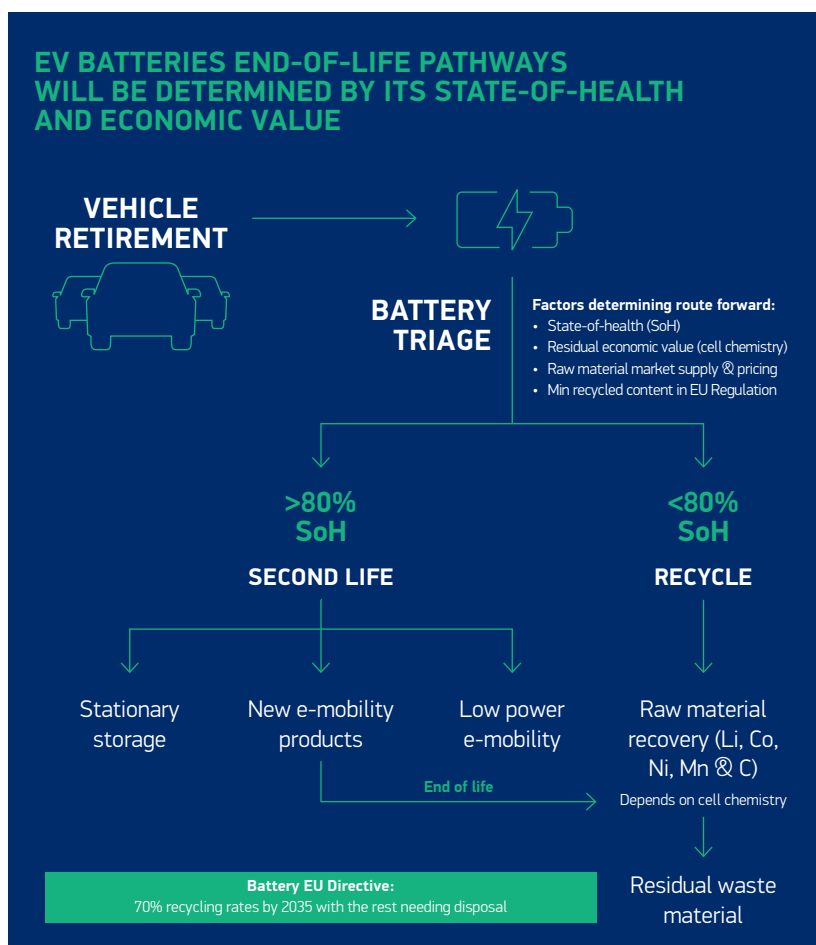 EV BATTERIES END-OF-LIFE PATHWAYS
WILL BE DETERMINED BY ITS STATE-OF-HEALTH
AND ECONOMIC VALUE
VEHICLE
RETIREMENT
BATTERY
TRIAGE
Factors determining route forward:
• State-of-health (SoH)
• Residual economic value (cell chemistry)
• Raw material market supply & pricing
• Min recycled content in EU Regulation
>80%
SoH
SECOND LIFE
<80%
SoH
RECYCLE
Stationary
storage
New e-mobility
products
Low power
e-mobility
Raw material
recovery (Li, Co,
Ni, Mn & C)
Depends on cell chemistry
End of life
Battery EU Directive:
70% recycling rates by 2035 with the rest needing disposal
Residual waste
material